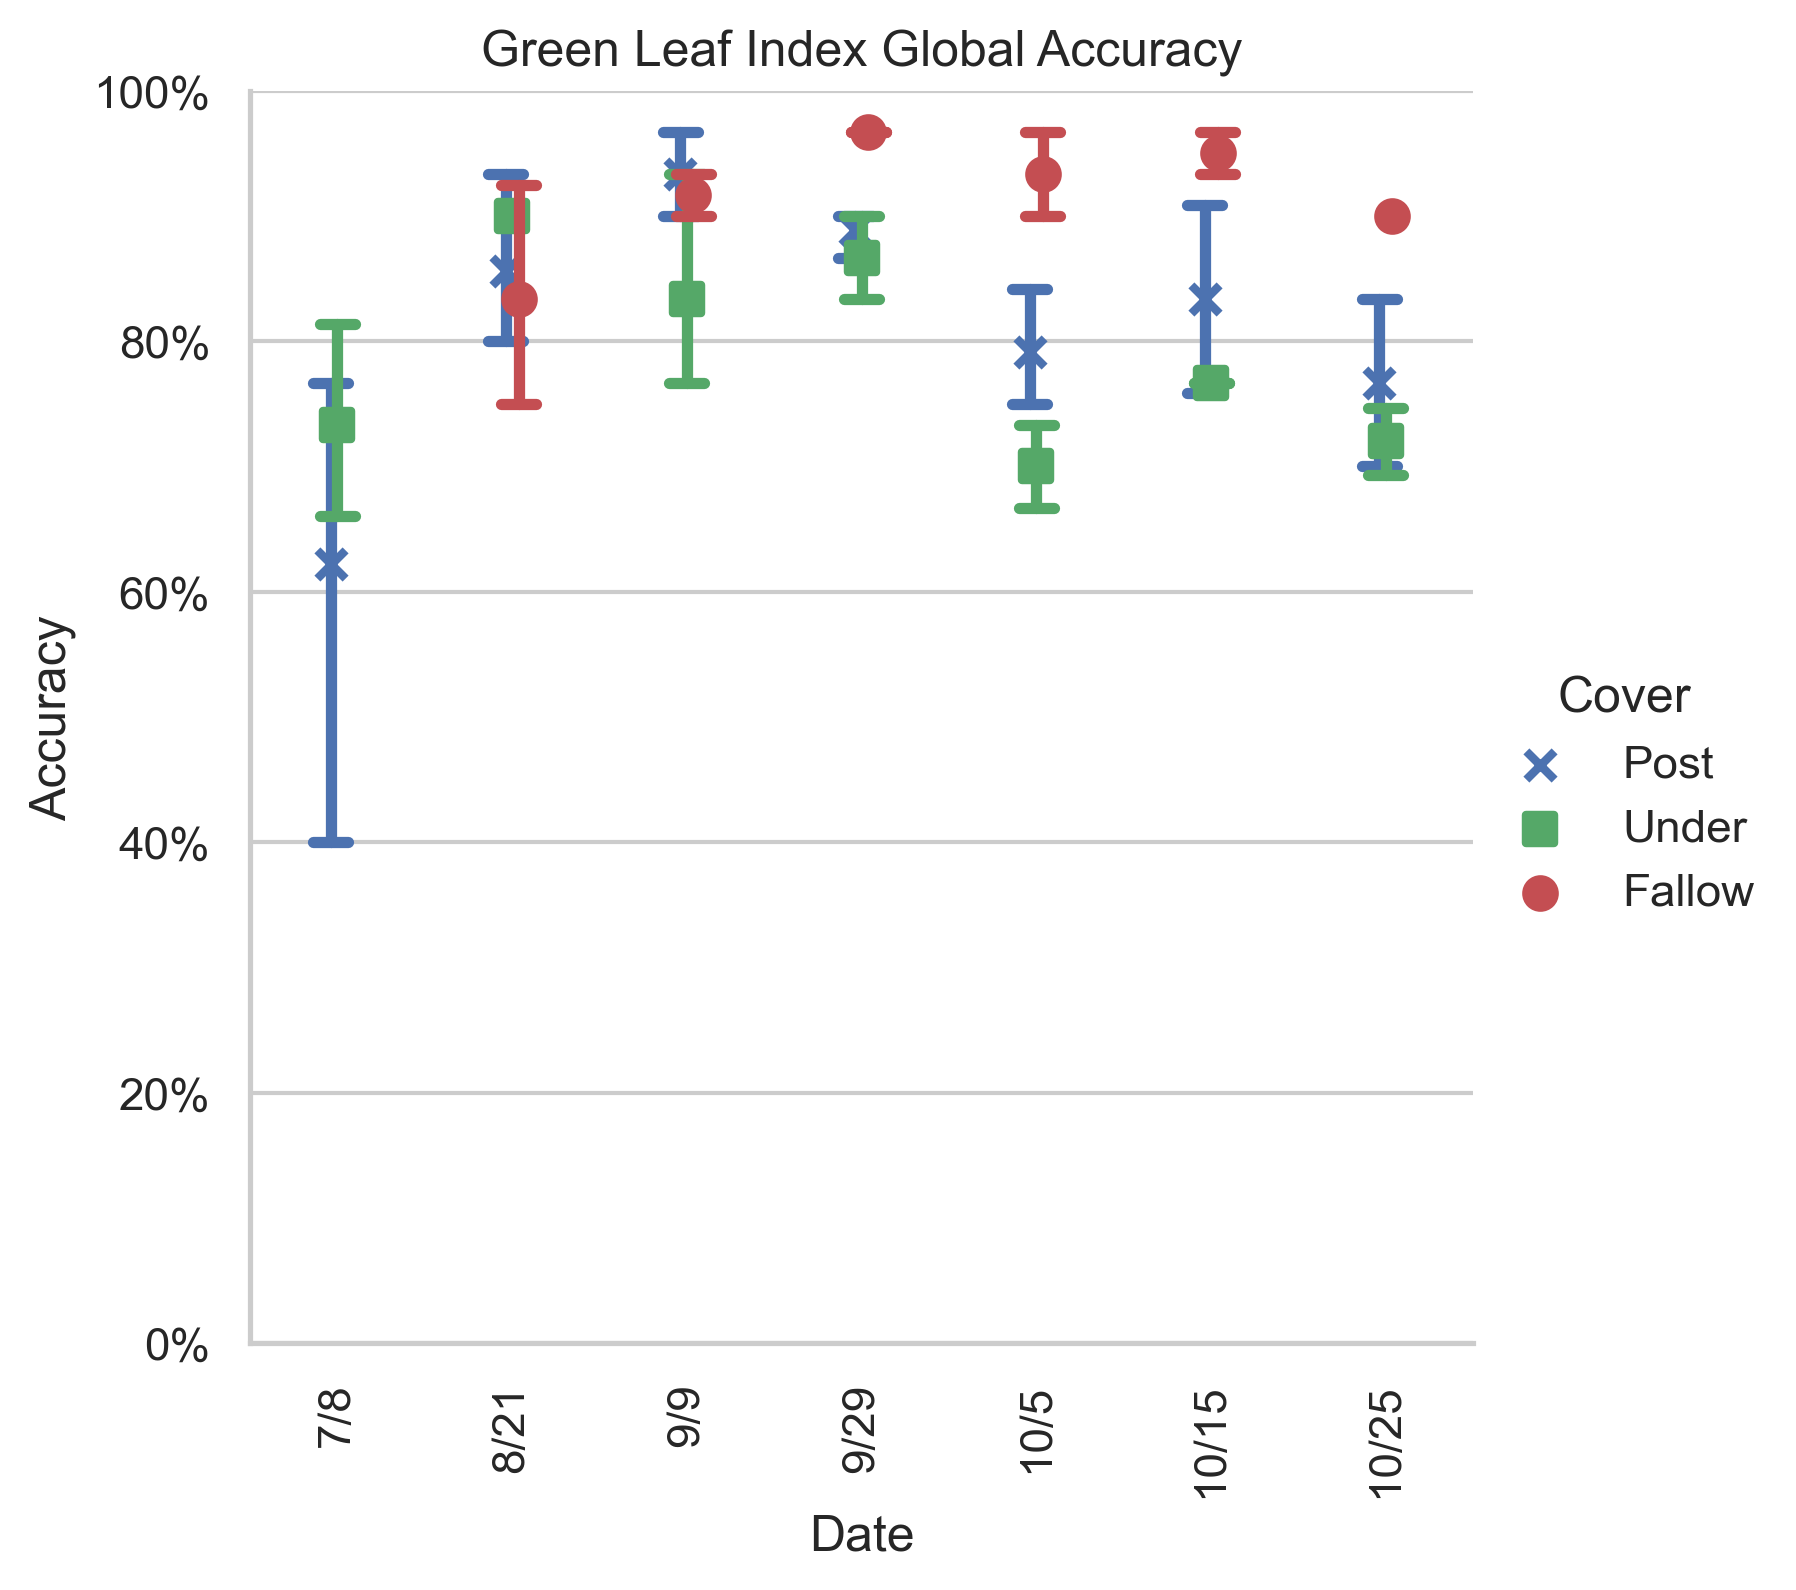 Green Leaf Index Global Accuracy
100%
80%
60%
40%
20%
0%
Accuracy
7/8
8/21
9/9
9/29
10/5
10/15
10/25
Date
Cover
Post
Under
Fallow